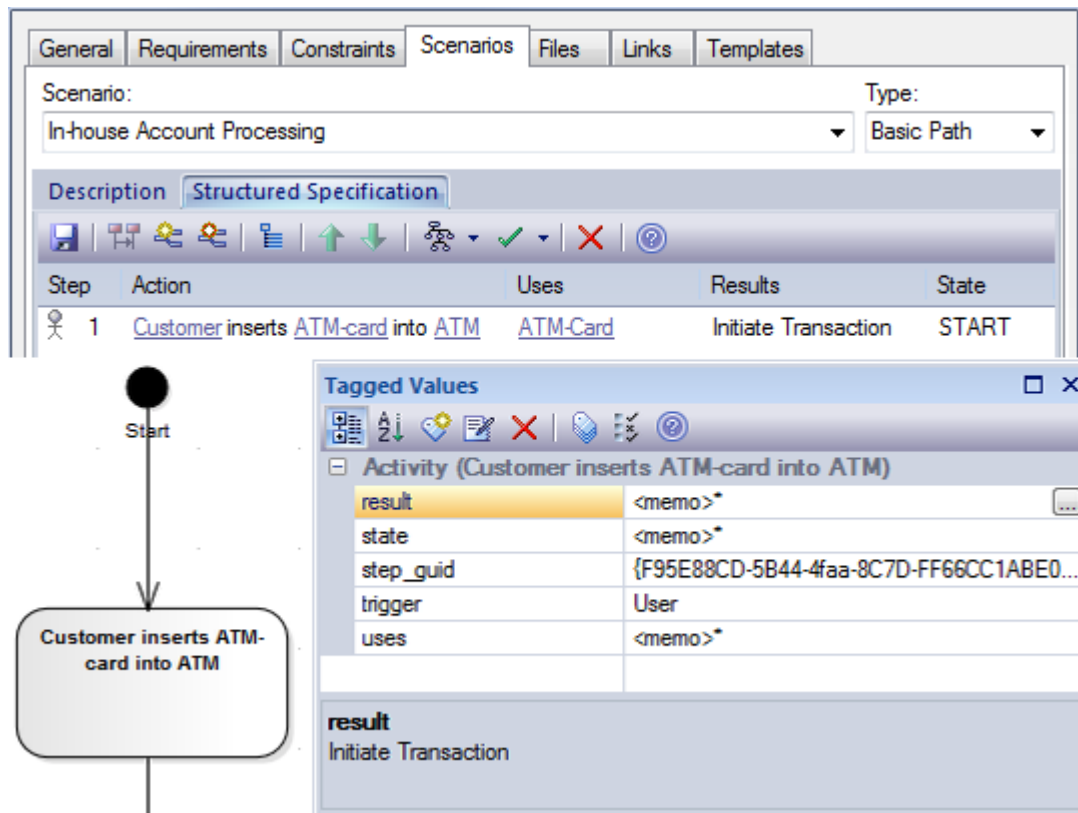 General Requirements Constraints Scenarios Files Links Templates
Scenario: Type:
In-house Account Processing Basic Path
Description Structured Specification
Step Action Uses Results State
1 Customer inserts ATM-card into ATM ATM-Card Initiate Transaction START
Start
Customer inserts ATM-
card into ATM
Tagged Values
Activity (Customer inserts ATM-card into ATM)
result <memo>* ...
state <memo>*
step_guid {F95E88CD-5B44-4faa-8C7D-FF66CC1ABE0...
trigger User
uses <memo>*
result
Initiate Transaction